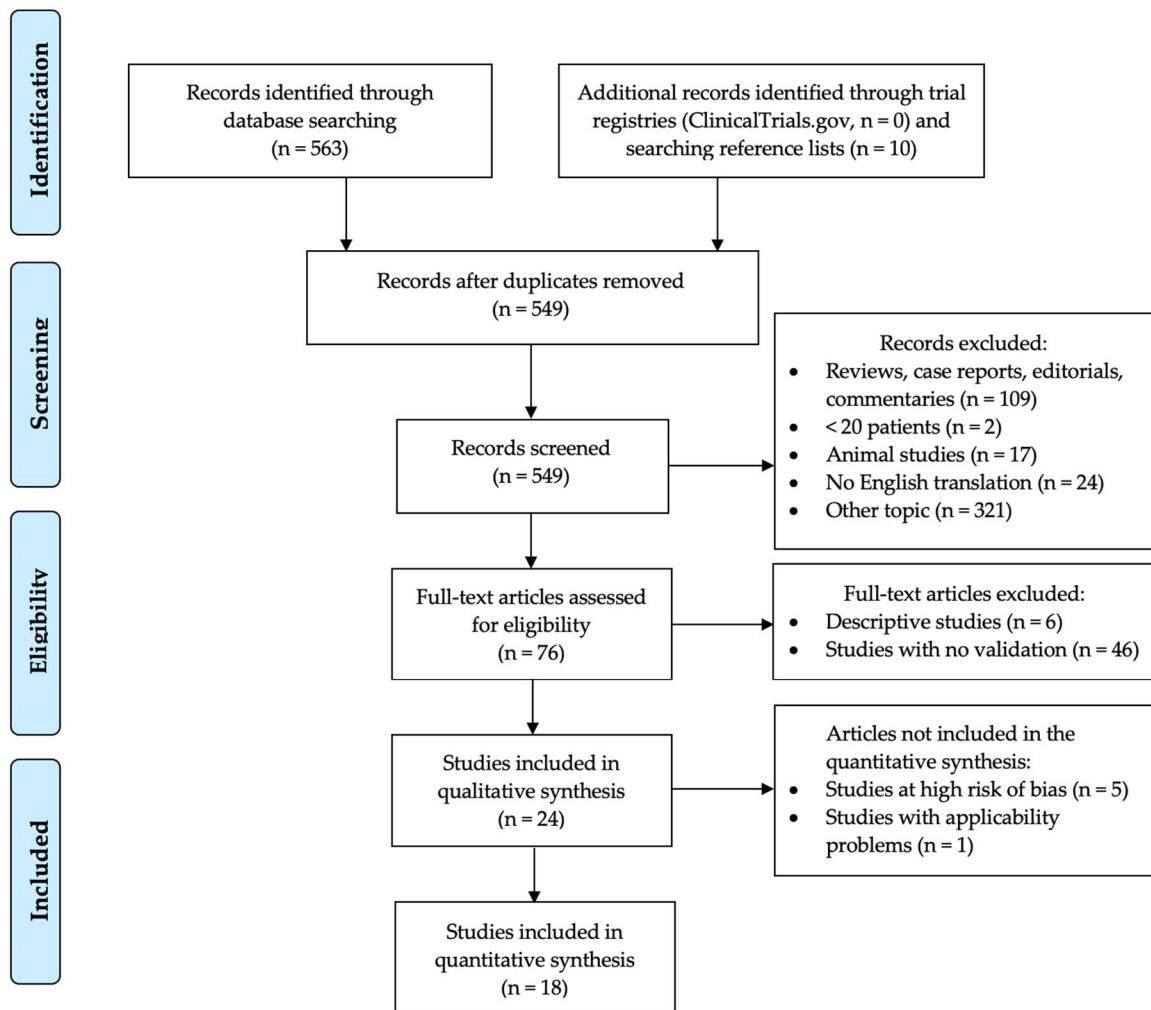 Identification
Records identified through
database searching
(n = 563)
Additional records identified through trial
registries (ClinicalTrials.gov, n = 0) and
searching reference lists (n = 10)
Screening
Records after duplicates removed
(n = 549)
Records screened
(n = 549)
Records excluded:
• Reviews, case reports, editorials,
commentaries (n = 109)
• < 20 patients (n = 2)
• Animal studies (n = 17)
• No English translation (n = 24)
• Other topic (n = 321)
Eligibility
Full-text articles assessed
for eligibility
(n = 76)
Full-text articles excluded:
• Descriptive studies (n = 6)
• Studies with no validation (n = 46)
Included
Studies included in
qualitative synthesis
(n = 24)
Articles not included in the
quantitative synthesis:
• Studies at high risk of bias (n = 5)
• Studies with applicability
problems (n = 1)
Studies included in
quantitative synthesis
(n = 18)